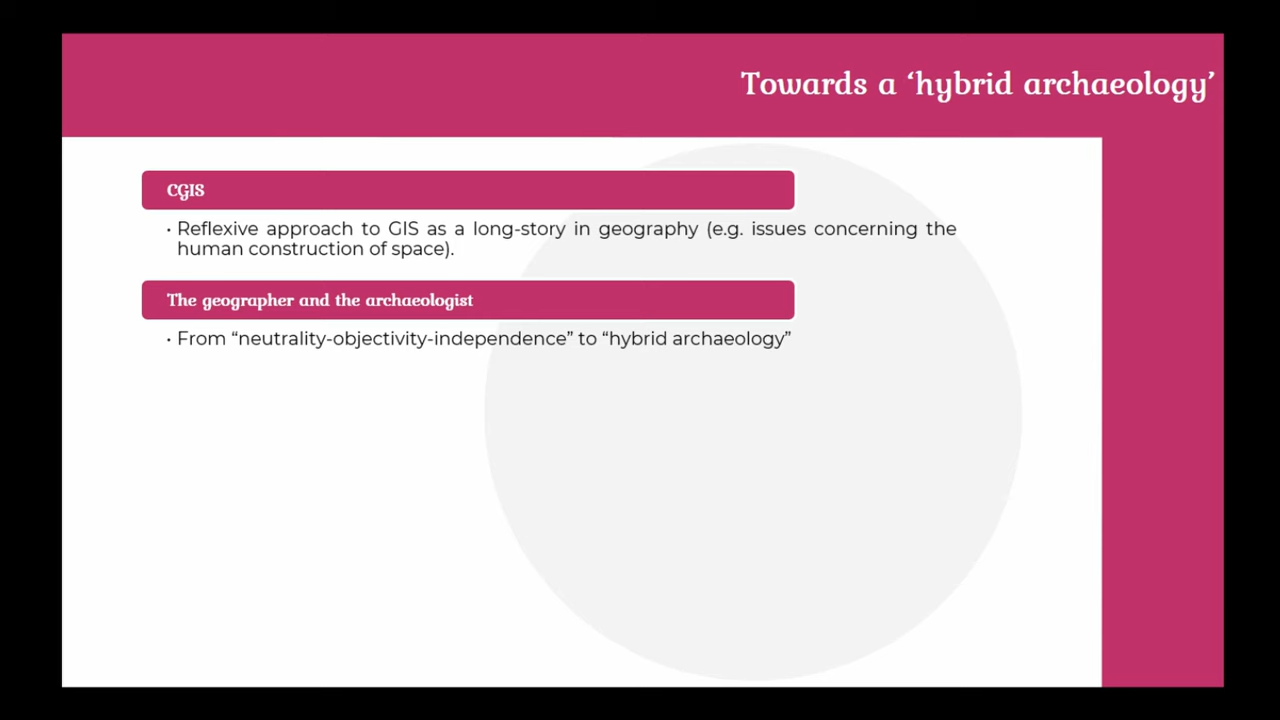 Towards a ‘hybrid archaeology’
CGIS
• Reflexive approach to GIS as a long-story in geography (e.g. issues concerning the
human construction of space).
The geographer and the archaeologist
• From “neutrality-objectivity-independence” to “hybrid archaeology”